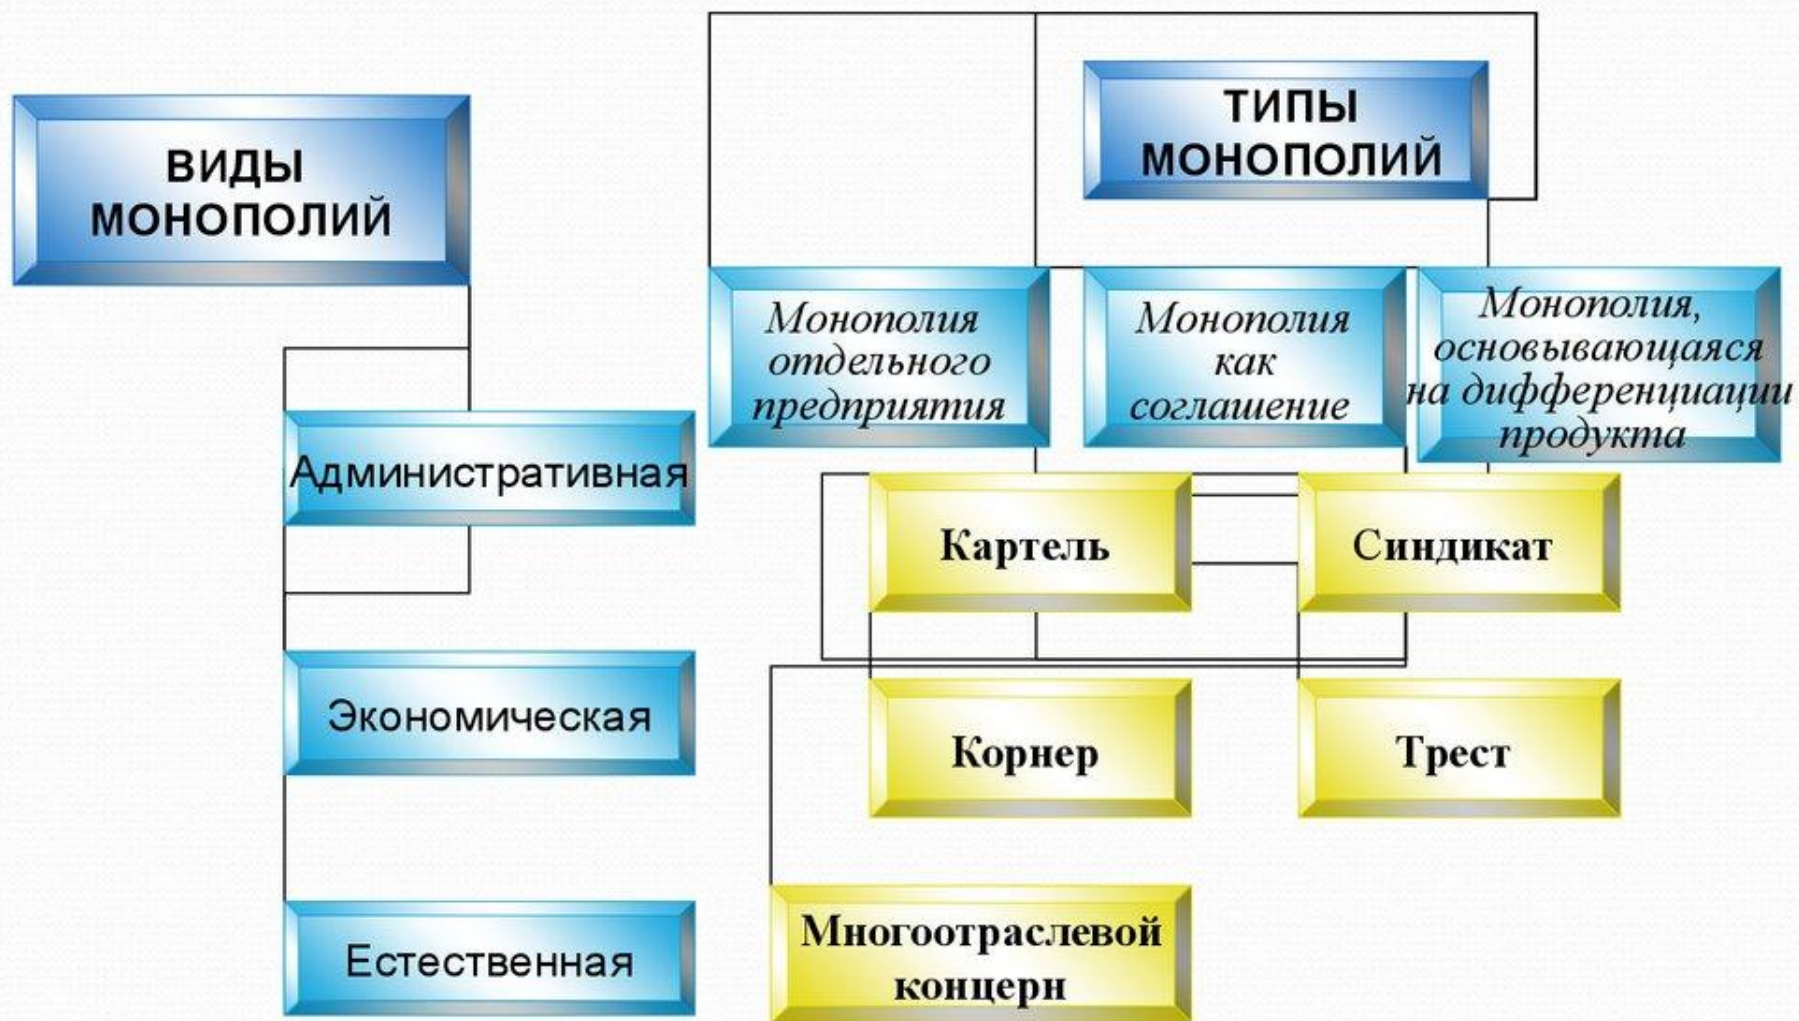 ВИДЫ
МОНОПОЛИЙ
Административная
Экономическая
Естественная
ТИПЫ
МОНОПОЛИЙ
Монополия
отдельного
предприятия
Монополия
как
соглашение
Монополия,
основывающаяся
на дифференциации
продукта
Картель
Синдикат
Корнер
Трест
Многоотраслевой
концерн